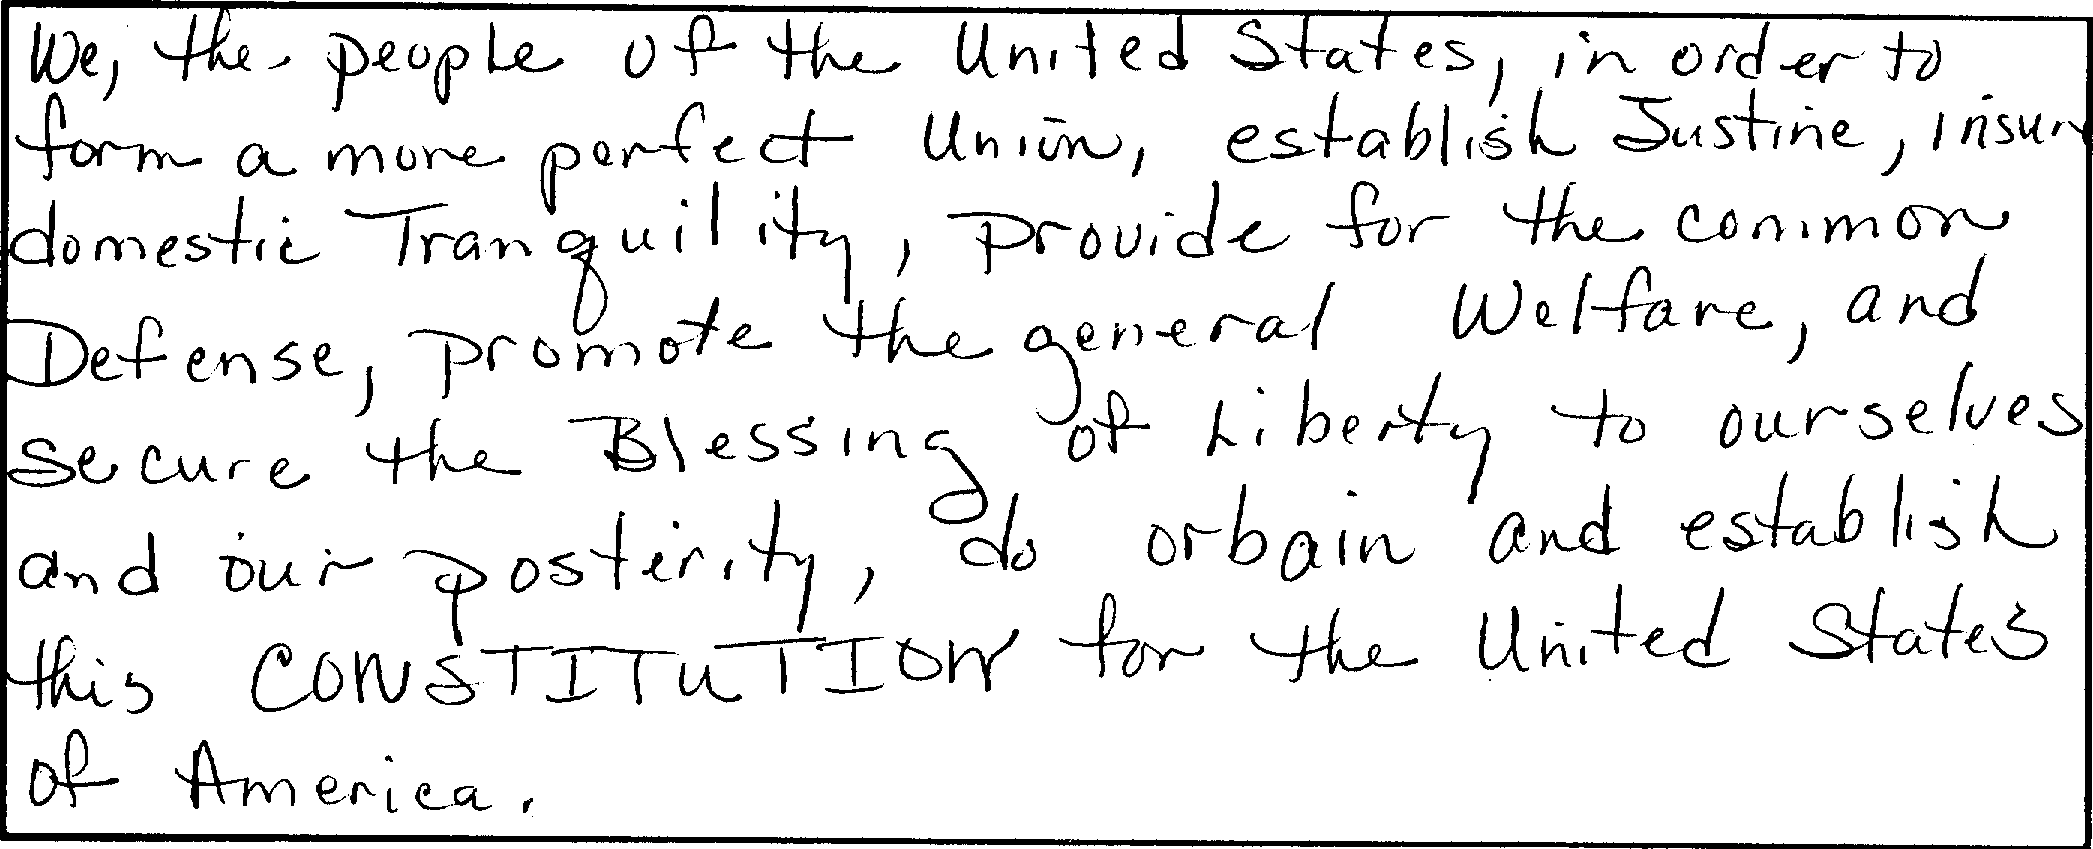 We, the people of the United States, in order to
form a more perfect Union, establish Justine, insur
domestic Tranquility, provide for the common
Defense, promote the general Welfare, and
secure the Blessing of Liberty to ourselves
and our posterity, do orbain and establish
this CONSTITUTION for the United States
of America.